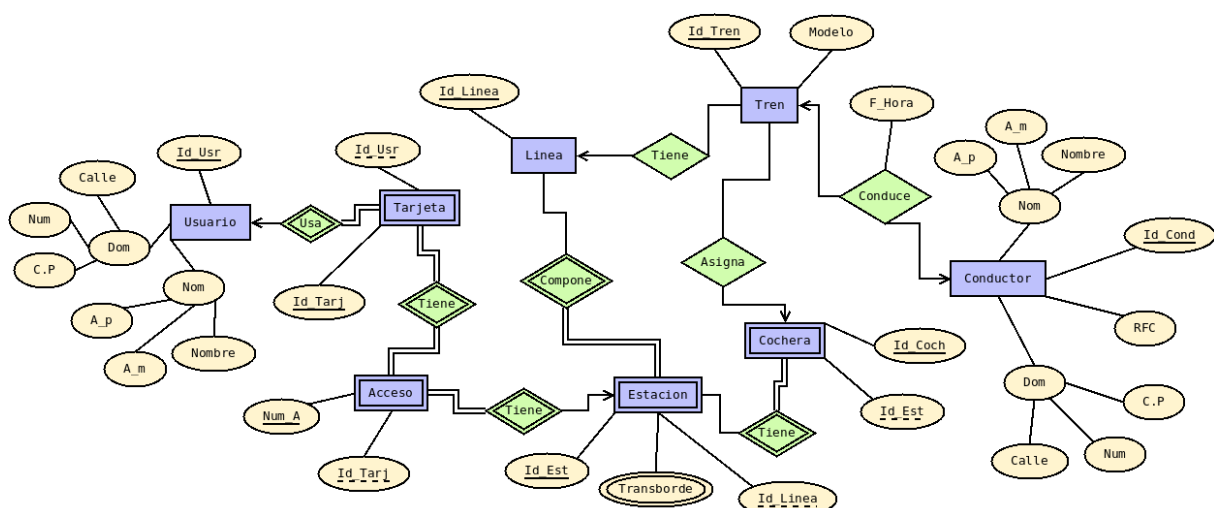 Id_Tren
Modelo
Id_Linea
Tren
F_Hora
A_m
A_p
Nombre
Id_Usr
Id_Usr
Linea
Tiene
Calle
Tarjeta
Conduce
Nom
Num
Usuario
Usa
Id_Cond
Dom
C.P
Asigna
Conductor
Compone
Nom
Id_Tarj
Tiene
A_p
RFC
Cochera
Id_Coch
Nombre
A_m
Dom
Acceso
Estacion
C.P
Num_A
Tiene
Id_Est
Tiene
Num
Calle
Id_Tarj
Id_Est
Transborde
Id_Linea